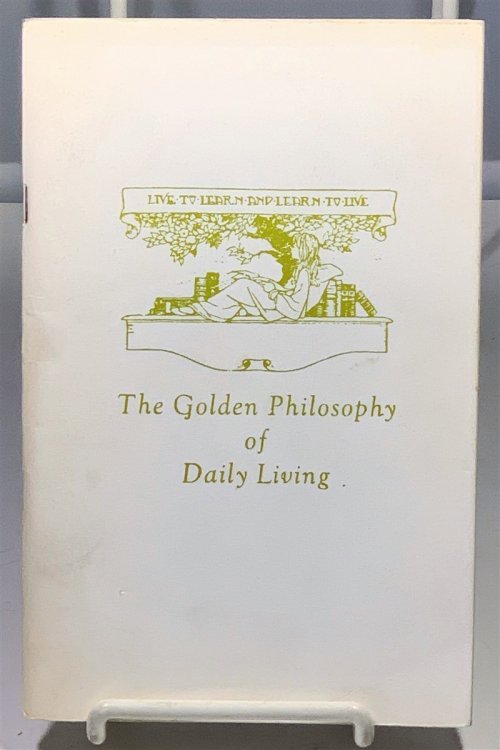 LIVE·TO·LEARN·AND·LEARN·TO·LIVE
The Golden Philosophy
of
Daily Living